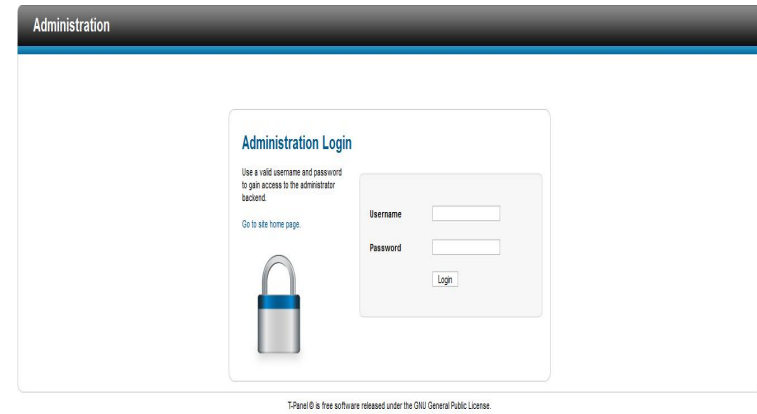 Administration
Administration Login
Use a valid username and password
to gain access to the administrator
backend.
Go to site home page.
Username
Password
Login
T-Panel © is free software released under the GNU General Public License.